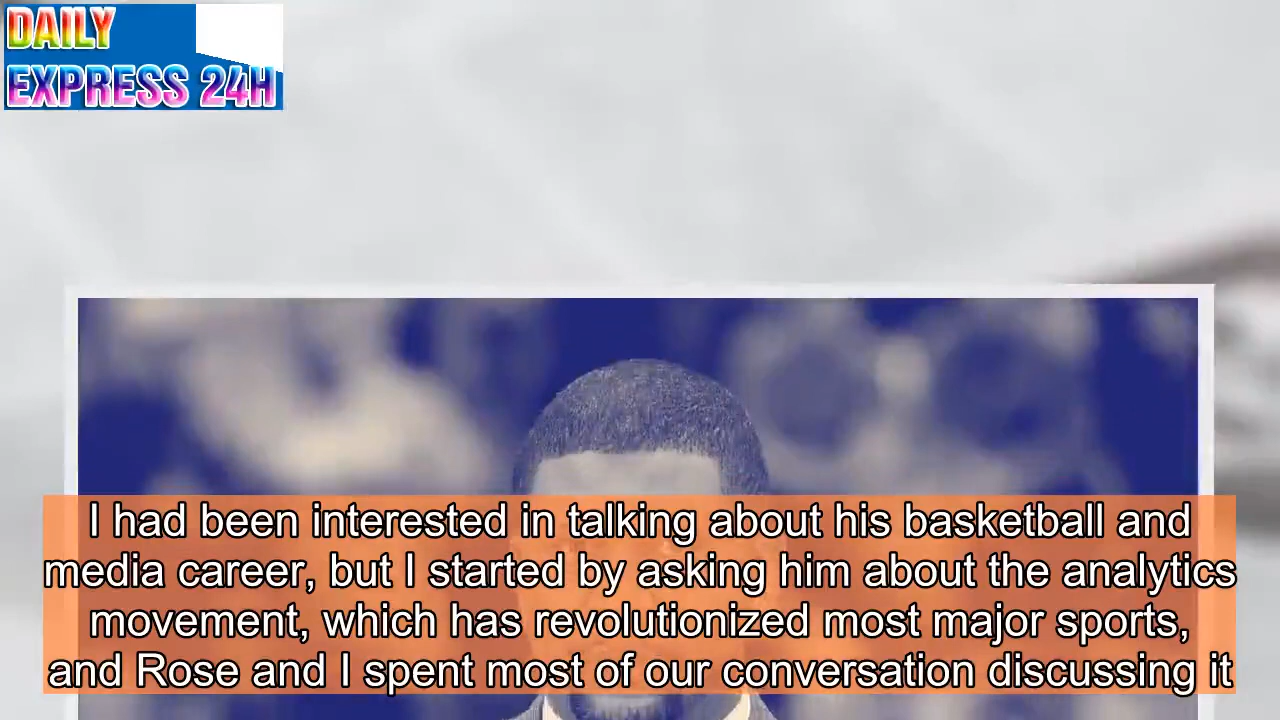 DAILY
EXPRESS 24H
I had been interested in talking about his basketball and
media career, but I started by asking him about the analytics
movement, which has revolutionized most major sports,
and Rose and I spent most of our conversation discussing it